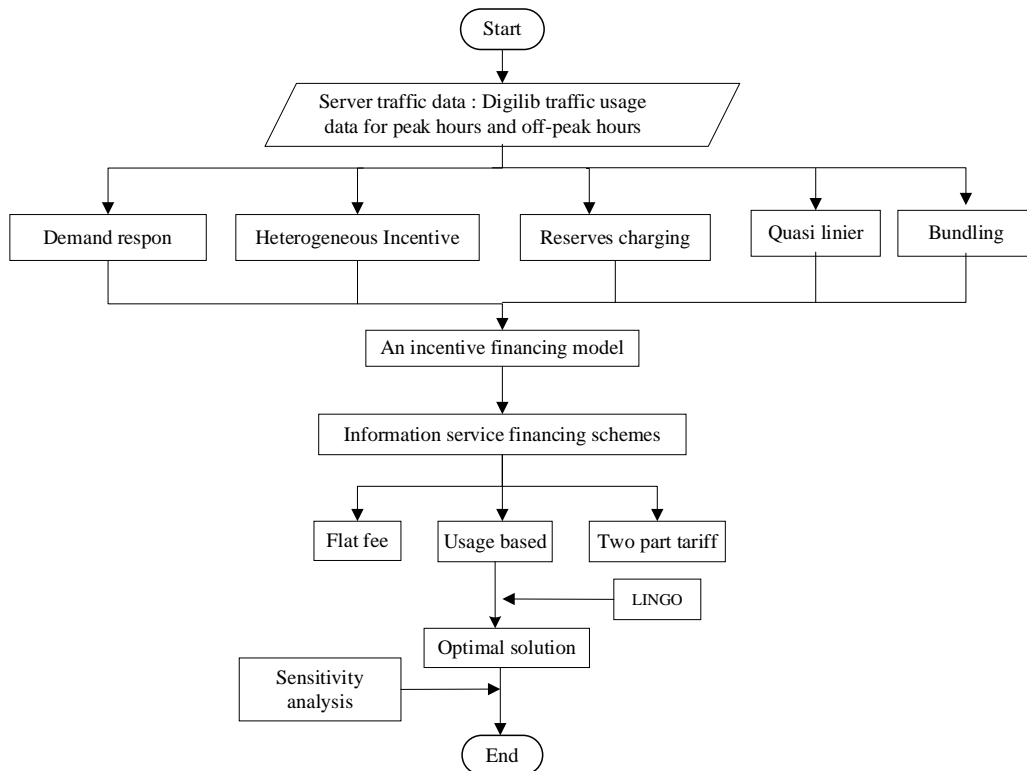 Start
Server traffic data : Digilib traffic usage
data for peak hours and off-peak hours
Demand respon
Heterogeneous Incentive
Reserves charging
Quasi linier
Bundling
An incentive financing model
Information service financing schemes
Flat fee
Usage based
Two part tariff
LINGO
Optimal solution
Sensitivity
analysis
End